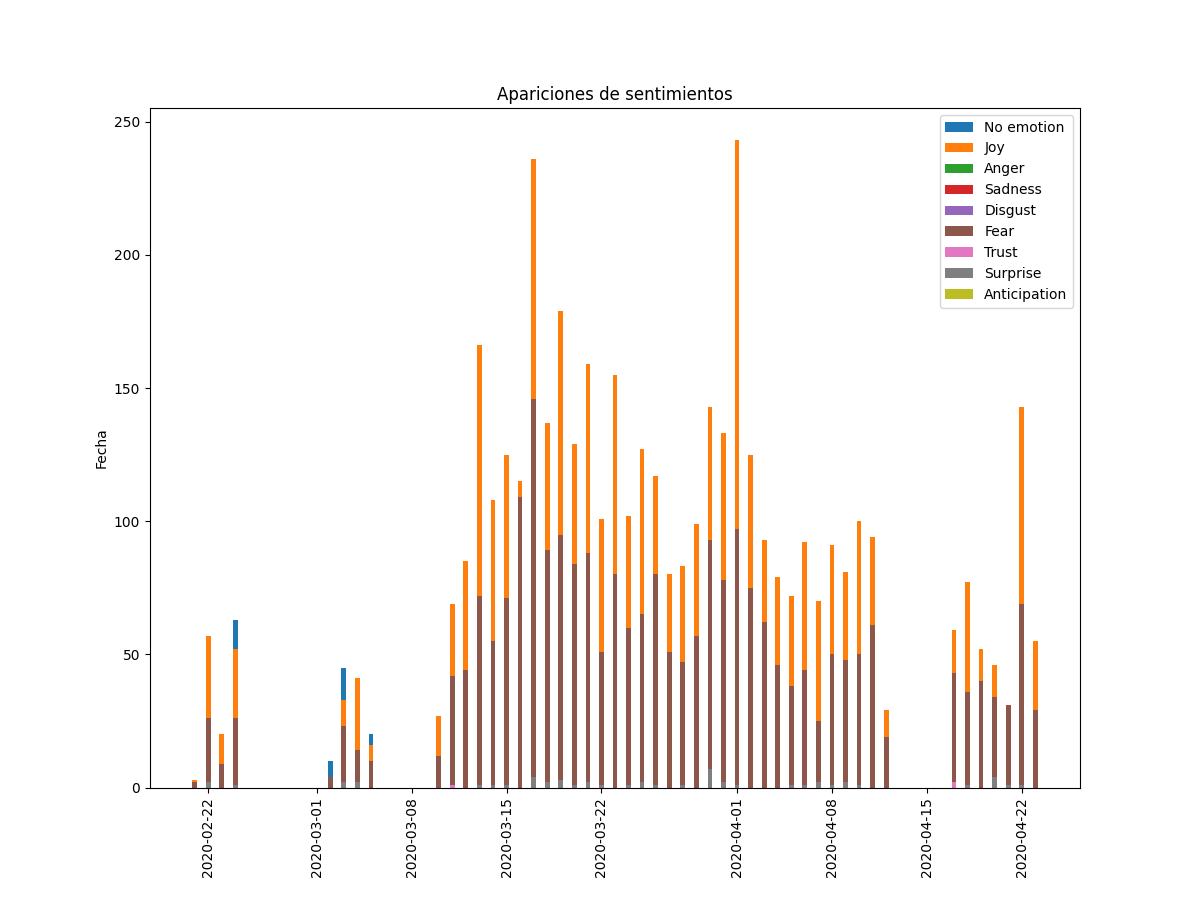 Apariciones de sentimientos
No emotion
Joy
Anger
Sadness
Disgust
Fear
Trust
Surprise
Anticipation
Fecha
250
200
150
100
50
0
2020-02-22
2020-03-01
2020-03-08
2020-03-15
2020-03-22
2020-04-01
2020-04-08
2020-04-15
2020-04-22